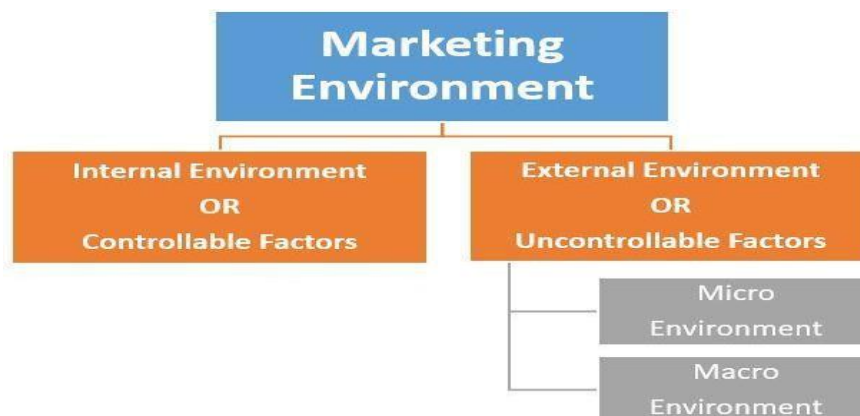 Marketing
Environment
Internal Environment
OR
Controllable Factors
External Environment
OR
Uncontrollable Factors
Micro
Environment
Macro
Environment